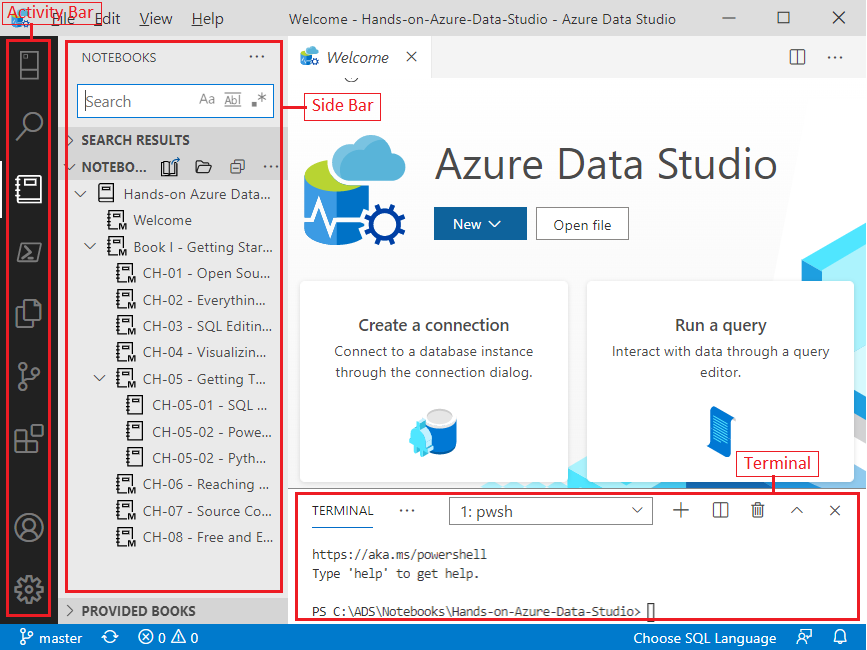 Activity Bar
File Edit View Help
Welcome - Hands-on-Azure-Data-Studio - Azure Data Studio
NOTEBOOKS
Search
Aa Abl .*
SEARCH RESULTS
NOTEBO...
Hands-on Azure Data...
Welcome
Book I - Getting Star...
CH-01 - Open Sou...
CH-02 - Everythin...
CH-03 - SQL Editin...
CH-04 - Visualizin...
CH-05 - Getting T...
CH-05-01 - SQL ...
CH-05-02 - Powe...
CH-05-02 - Pyth...
CH-06 - Reaching ...
CH-07 - Source Co...
CH-08 - Free and E...
PROVIDED BOOKS
Side Bar
Welcome
Azure Data Studio
New
Open file
Create a connection
Connect to a database instance
through the connection dialog.
Run a query
Interact with data through a query
editor.
Terminal
TERMINAL
1: pwsh
https://aka.ms/powershell
Type 'help' to get help.
PS C:\ADS\Notebooks\Hands-on-Azure-Data-Studio>
master
0
0
Choose SQL Language